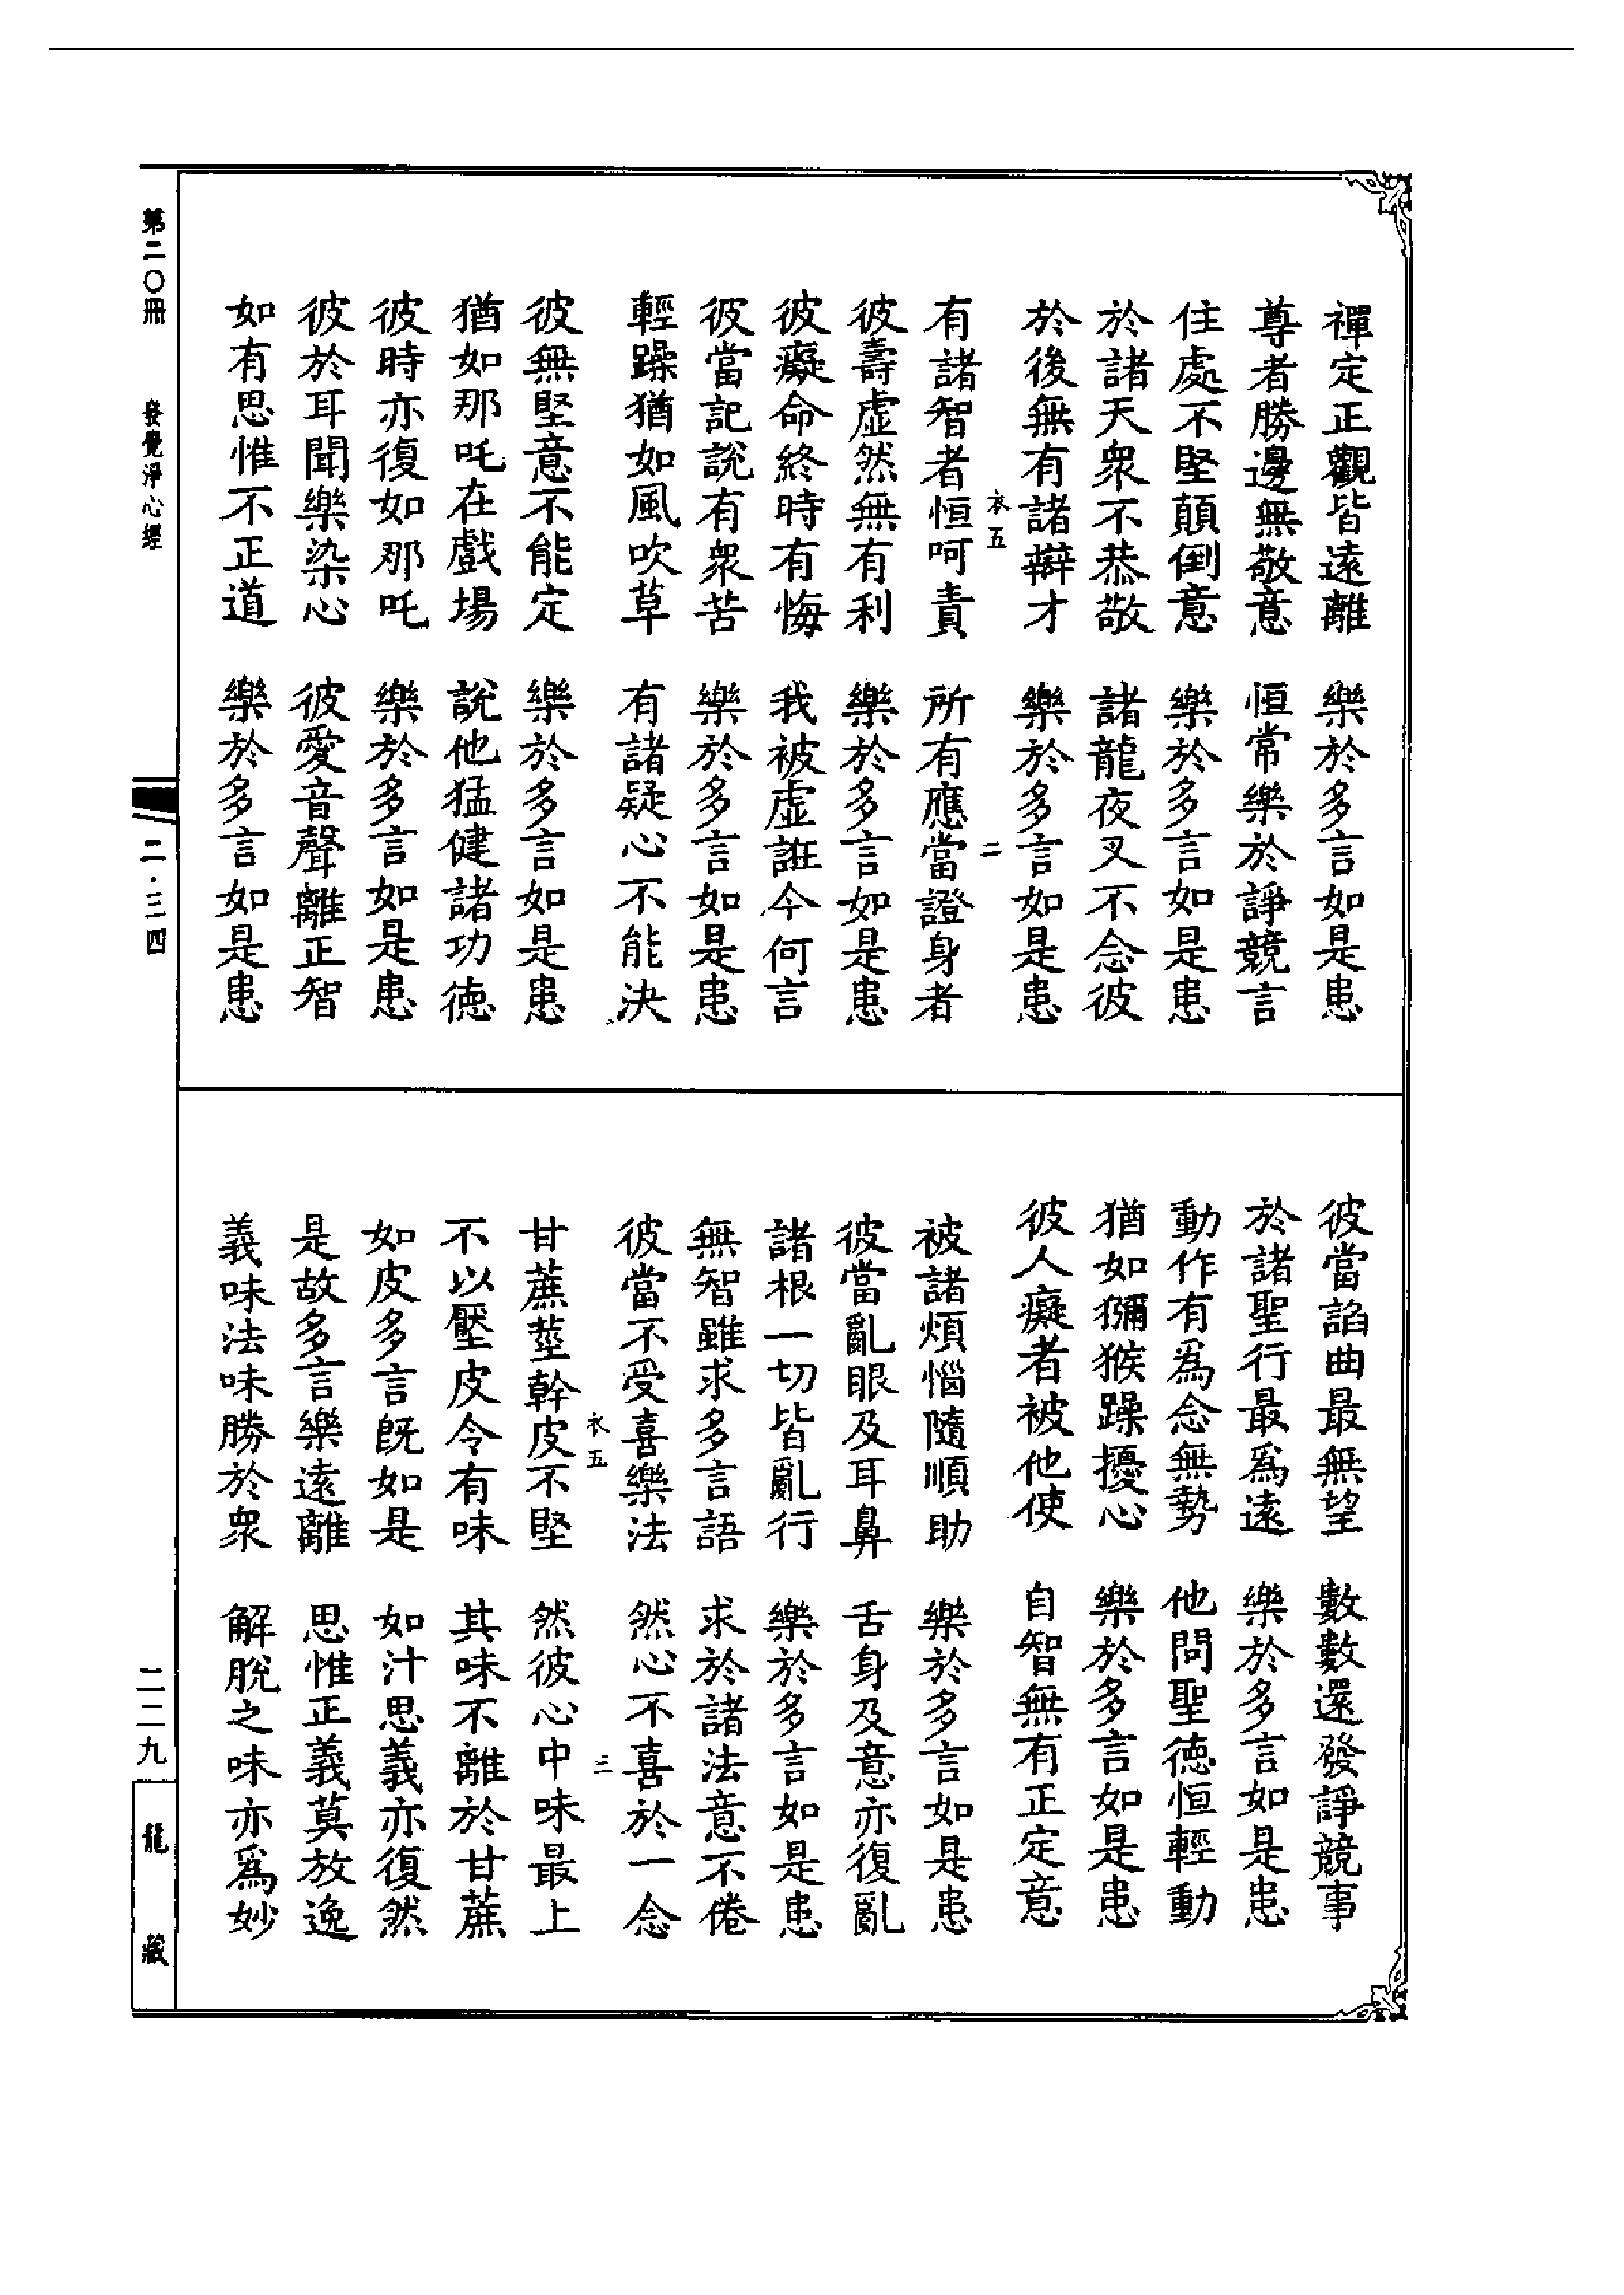 禪定正觀皆遠離　樂於多言如是患
尊者勝邊無敬意　恒常樂於諍競言
住處不堅顛倒意　樂於多言如是患
於諸天衆不恭敬　諸龍夜叉不念彼
於後無有諸辯才　樂於多言如是患
衣五　二
有諸智者恒呵責　所有應當證身者
彼壽虛然無有利　樂於多言如是患
彼癡命終時有悔　我被虛誑今何言
彼當記說有衆苦　樂於多言如是患
輕躁猶如風吹草　有諸疑心不能決
彼無堅意不能定　樂於多言如是患
猶如那吒在戲場　說他猛健諸功德
彼時亦復如那吒　樂於多言如是患
彼於耳聞樂染心　彼愛音聲離正智
如有思惟不正道　樂於多言如是患
彼當諂曲最無望　數數還發諍競事
於諸聖行最爲遠　樂於多言如是患
動作有爲念無勢　他問聖德恒輕動
猶如獼猴躁擾心　樂於多言如是患
彼人癡者被他使　自智無有正定意
被諸煩惱隨順助　樂於多言如是患
彼當亂眼及耳鼻　舌身及意亦復亂
諸根一切皆亂行　樂於多言如是患
無智雖求多言語　求於諸法意不倦
彼當不受喜樂法　然心不喜於一念
衣五　三
甘蔗莖幹皮不堅　然彼心中味最上
不以壓皮令有味　其味不離於甘蔗
如皮多言旣如是　如汁思義亦復然
是故多言樂遠離　思惟正義莫放逸
義味法味勝於衆　解脫之味亦爲妙
第二〇冊　發覺淨心經　二·三四　二二九　龍藏